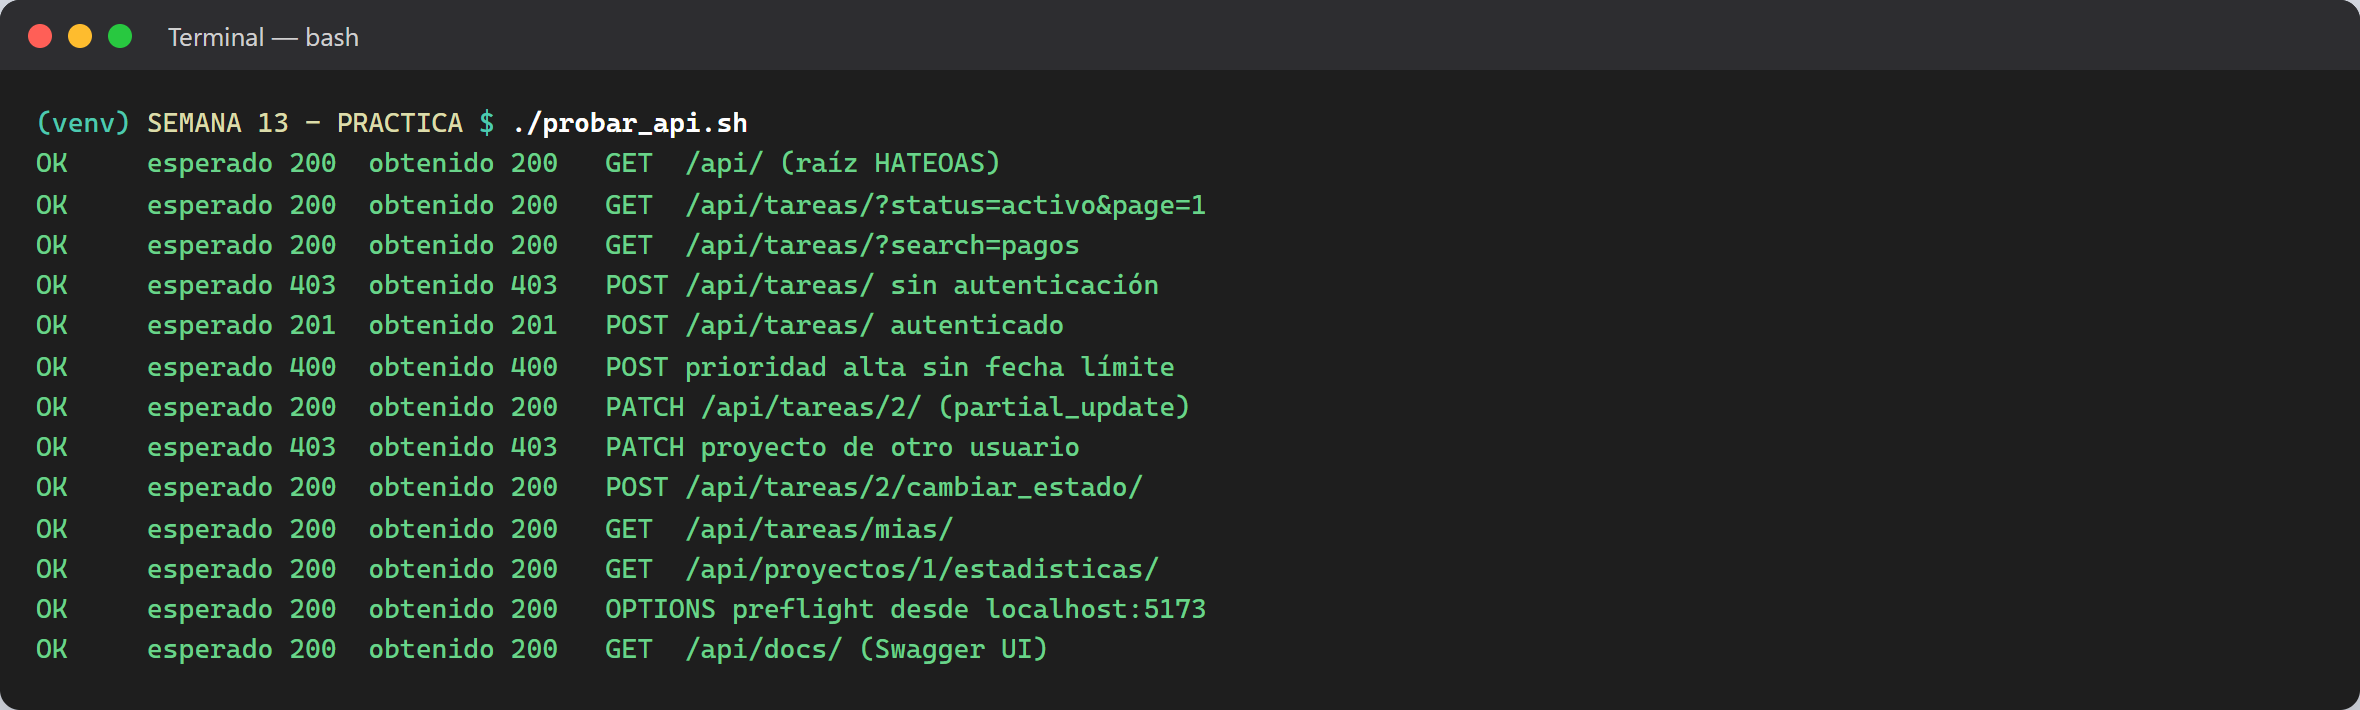 Terminal — bash
(venv) SEMANA 13 – PRACTICA $ ./probar_api.sh
OK     esperado 200  obtenido 200   GET  /api/ (raíz HATEOAS)
OK     esperado 200  obtenido 200   GET  /api/tareas/?status=activo&page=1
OK     esperado 200  obtenido 200   GET  /api/tareas/?search=pagos
OK     esperado 403  obtenido 403   POST /api/tareas/ sin autenticación
OK     esperado 201  obtenido 201   POST /api/tareas/ autenticado
OK     esperado 400  obtenido 400   POST prioridad alta sin fecha límite
OK     esperado 200  obtenido 200   PATCH /api/tareas/2/ (partial_update)
OK     esperado 403  obtenido 403   PATCH proyecto de otro usuario
OK     esperado 200  obtenido 200   POST /api/tareas/2/cambiar_estado/
OK     esperado 200  obtenido 200   GET  /api/tareas/mias/
OK     esperado 200  obtenido 200   GET  /api/proyectos/1/estadisticas/
OK     esperado 200  obtenido 200   OPTIONS preflight desde localhost:5173
OK     esperado 200  obtenido 200   GET  /api/docs/ (Swagger UI)